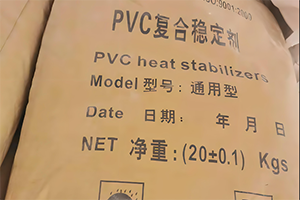 PVC复合稳定剂
PVC heat stabilizers
Model 型号: 通用型
Date 日期: 年 月 日
NET 净重: (20±0.1) Kgs